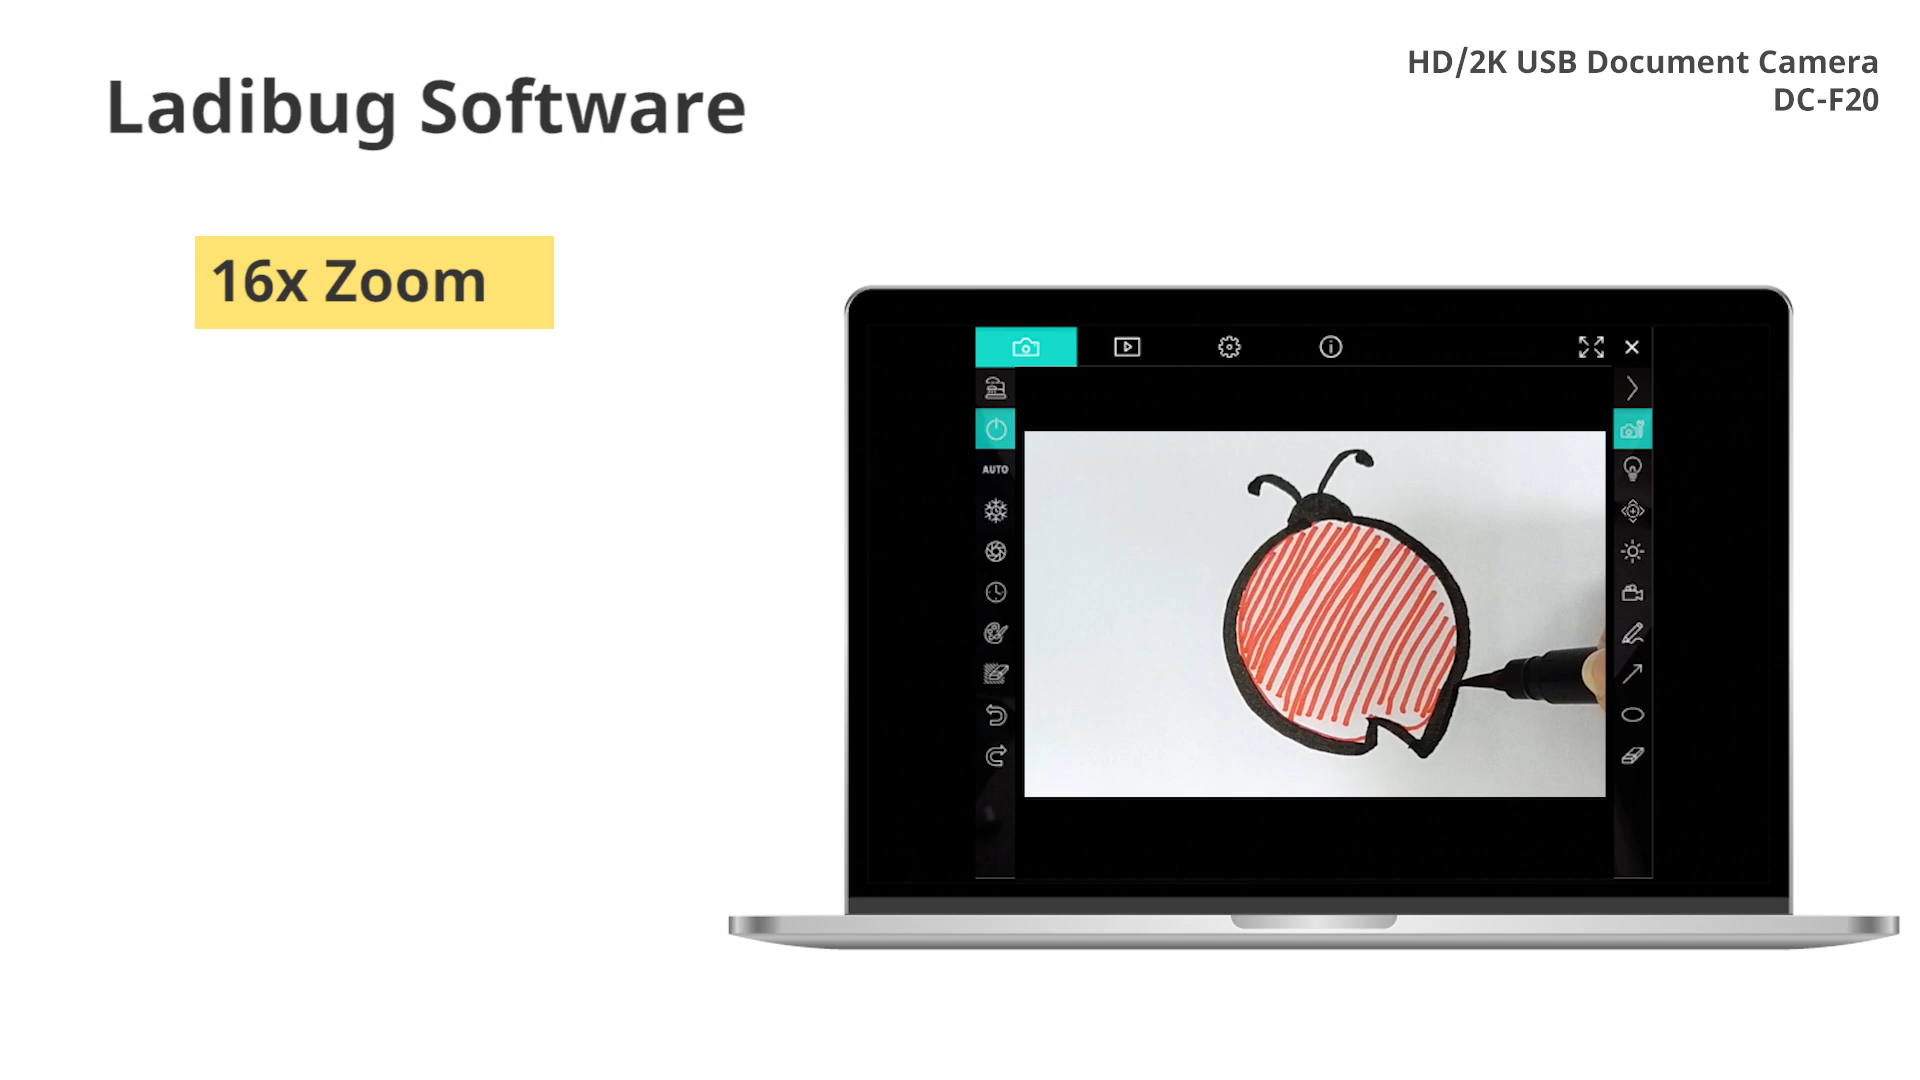 Ladibug Software
HD/2K USB Document Camera
DC-F20
16x Zoom
AUTO